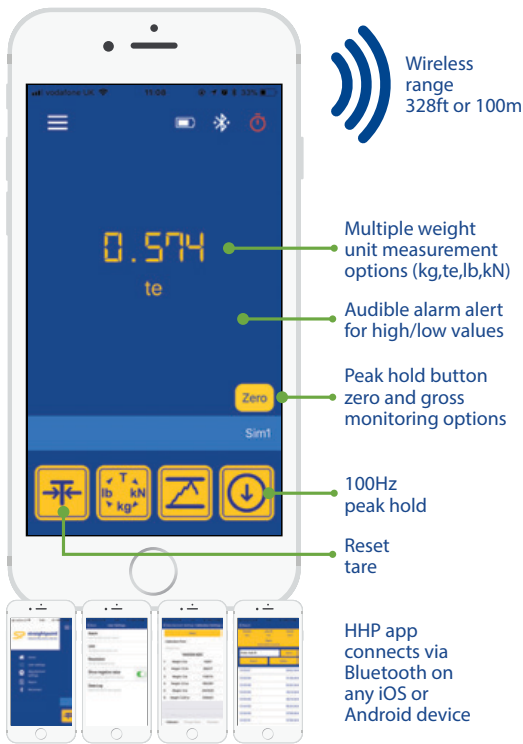 vodafone UK
11:08
33%
Wireless
range
328ft or 100m
0.574
te
Multiple weight
unit measurement
options (kg,te,lb,kN)
Audible alarm alert
for high/low values
Zero
Peak hold button
zero and gross
monitoring options
Sim1
T
lb kN
kg
100Hz
peak hold
Reset
tare
straightpoint
HHP app
connects via
Bluetooth on
any iOS or
Android device